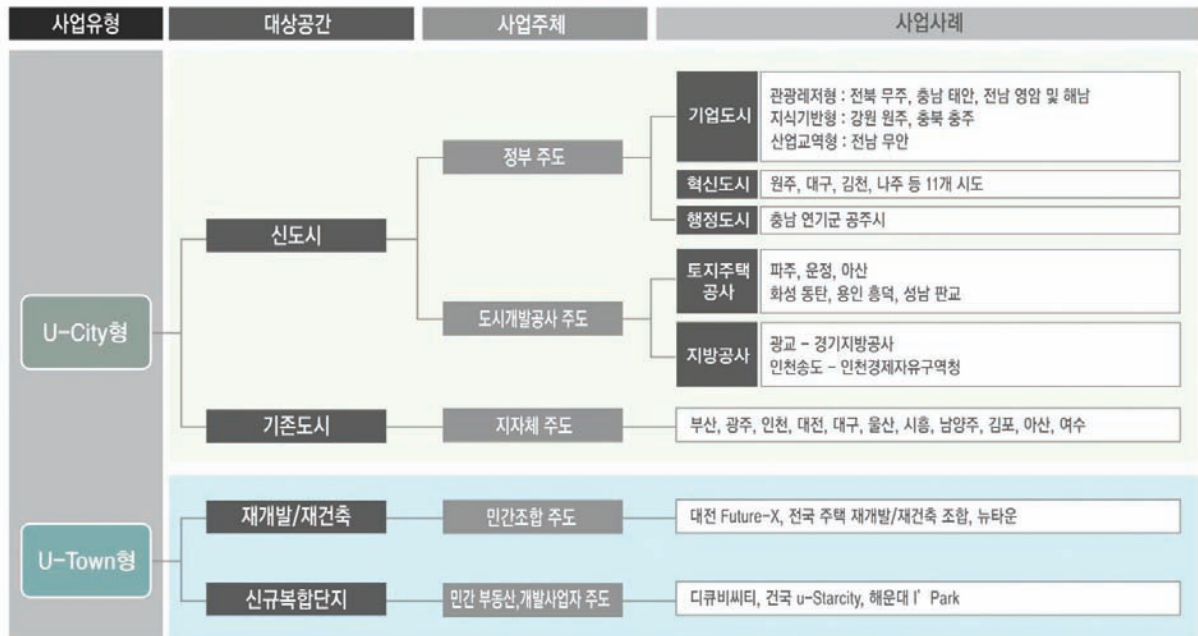 사업유형
대상공간
사업주체
사업사례
U-City형
신도시
정부 주도
기업도시
관광레저형 : 전북 무주, 충남 태안, 전남 영암 및 해남
지식기반형 : 강원 원주, 충북 충주
산업교역형 : 전남 무안
혁신도시
원주, 대구, 김천, 나주 등 11개 시도
행정도시
충남 연기군 공주시
도시개발공사 주도
토지주택
공사
파주, 운정, 아산
화성 동탄, 용인 흥덕, 성남 판교
지방공사
광교 - 경기지방공사
인천송도 - 인천경제자유구역청
기존도시
지자체 주도
부산, 광주, 인천, 대전, 대구, 울산, 시흥, 남양주, 김포, 아산, 여수
U-Town형
재개발/재건축
민간조합 주도
대전 Future-X, 전국 주택 재개발/재건축 조합, 뉴타운
신규복합단지
민간 부동산,개발사업자 주도
디큐비씨티, 건국 u-Starcity, 해운대 I' Park